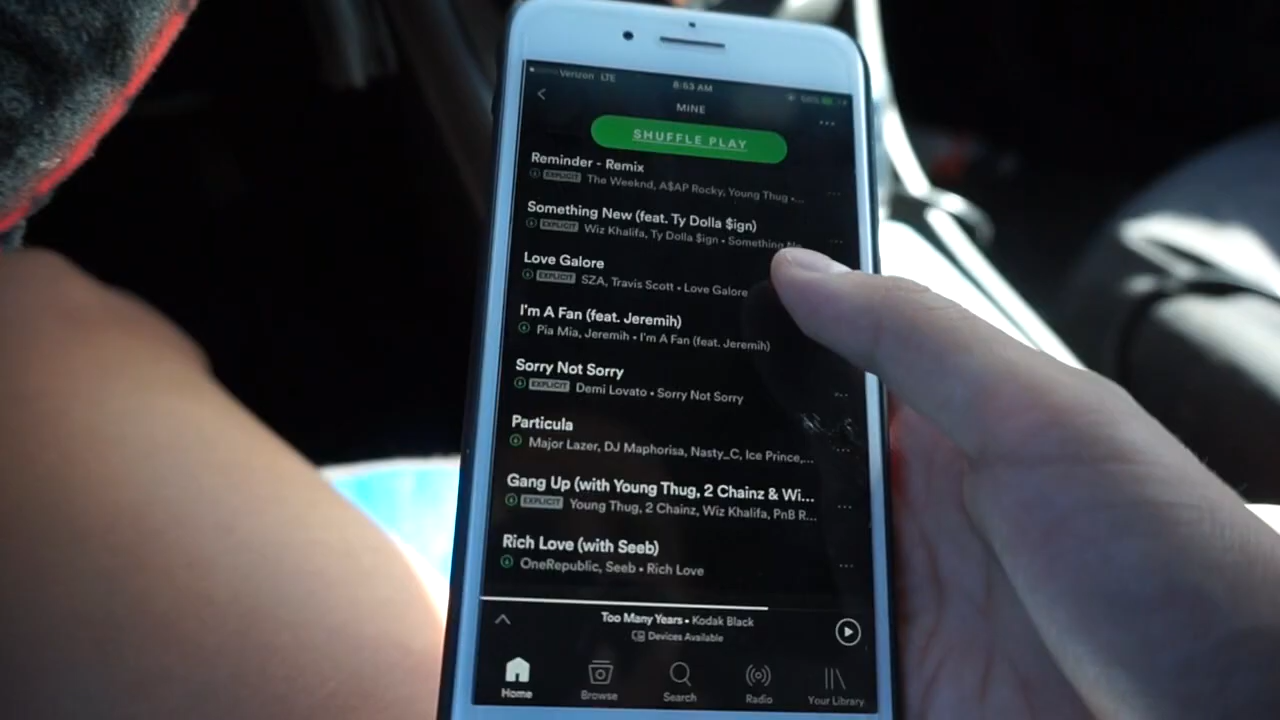 Verizon LTE
8:53 AM
MINE
SHUFFLE PLAY
Reminder - Remix
EXPLICIT The Weeknd, A$AP Rocky, Young Thug •...
Something New (feat. Ty Dolla $ign)
EXPLICIT Wiz Khalifa, Ty Dolla $ign • Something
Love Galore
EXPLICIT SZA, Travis Scott • Love Galore
I'm A Fan (feat. Jeremih)
Pia Mia, Jeremih • I'm A Fan (feat. Jeremih)
Sorry Not Sorry
EXPLICIT Demi Lovato • Sorry Not Sorry
Particula
Major Lazer, DJ Maphorisa, Nasty_C, Ice Prince,...
Gang Up (with Young Thug, 2 Chainz & Wi...
EXPLICIT Young Thug, 2 Chainz, Wiz Khalifa, PnB R...
Rich Love (with Seeb)
OneRepublic, Seeb • Rich Love
Too Many Years • Kodak Black
Devices Available
Home Browse Search Radio Your Library